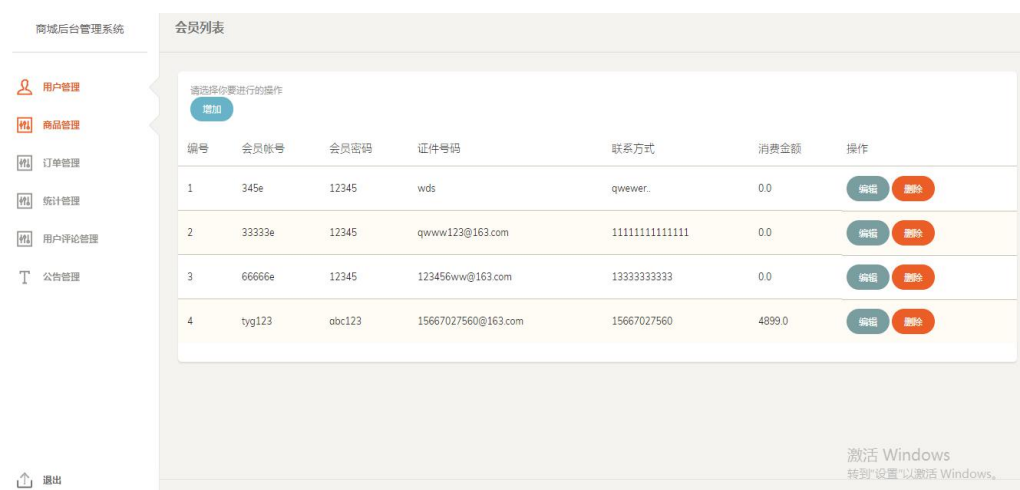 商城后台管理系统
会员列表
用户管理
商品管理
订单管理
统计管理
用户评论管理
公告管理
退出
请选择你要进行的操作
增加
编号 会员帐号 会员密码 证件号码 联系方式 消费金额 操作
1 345e 12345 wds qwewer.. 0.0 编辑 删除
2 33333e 12345 qwww123@163.com 11111111111111 0.0 编辑 删除
3 66666e 12345 123456ww@163.com 13333333333 0.0 编辑 删除
4 tyg123 abc123 15667027560@163.com 15667027560 4899.0 编辑 删除
激活 Windows
转到"设置"以激活 Windows。